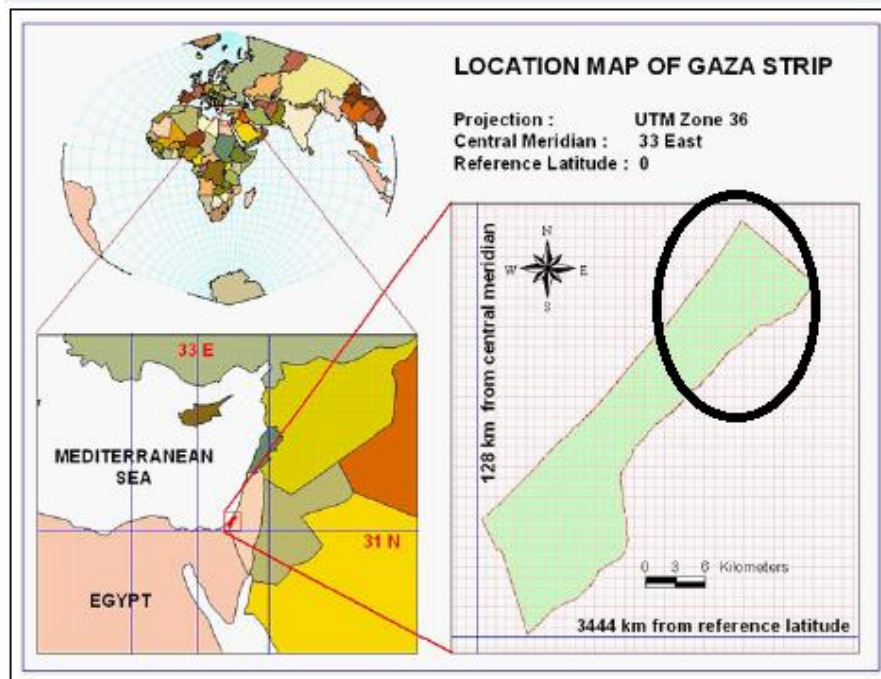 LOCATION MAP OF GAZA STRIP
Projection : UTM Zone 36
Central Meridian : 33 East
Reference Latitude : 0
N
W E
S
128 km from central meridian
33 E
MEDITERRANEAN
SEA
31 N
EGYPT
0 3 6 Kilometers
3444 km from reference latitude